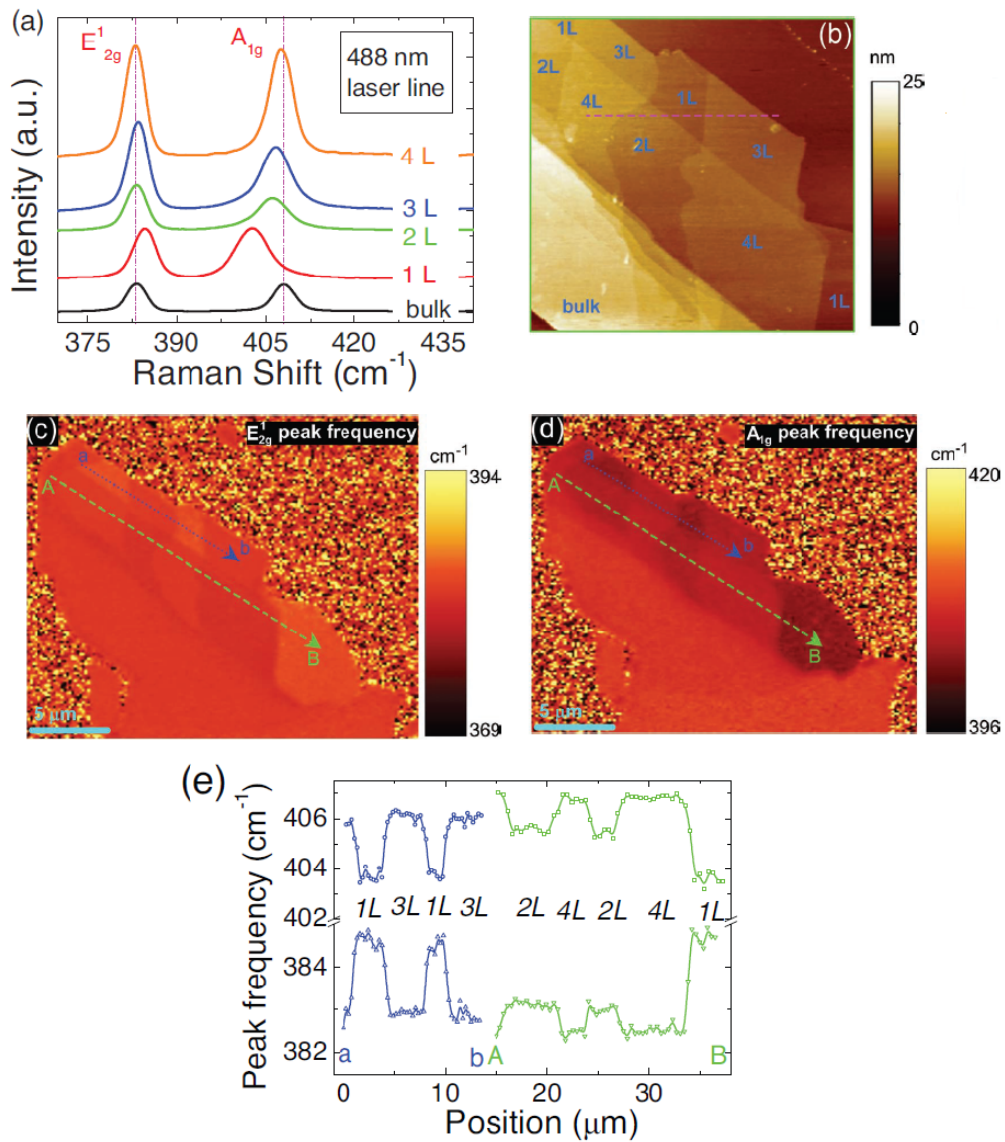 (a)
E¹₂g
A₁g
488 nm
laser line
4 L
3 L
2 L
1 L
bulk
Intensity (a.u.)
375 390 405 420 435
Raman Shift (cm⁻¹)
(b)
1L
2L
3L
4L
1L
2L
3L
4L
1L
bulk
nm
25
0
(c)
E¹₂g peak frequency
a
A
b
B
5 μm
cm⁻¹
394
369
(d)
A₁g peak frequency
a
A
b
B
5 μm
cm⁻¹
420
396
(e)
Peak frequency (cm⁻¹)
406
404
402
384
382
1L 3L 1L 3L 2L 4L 2L 4L 1L
a b A B
0 10 20 30
Position (μm)